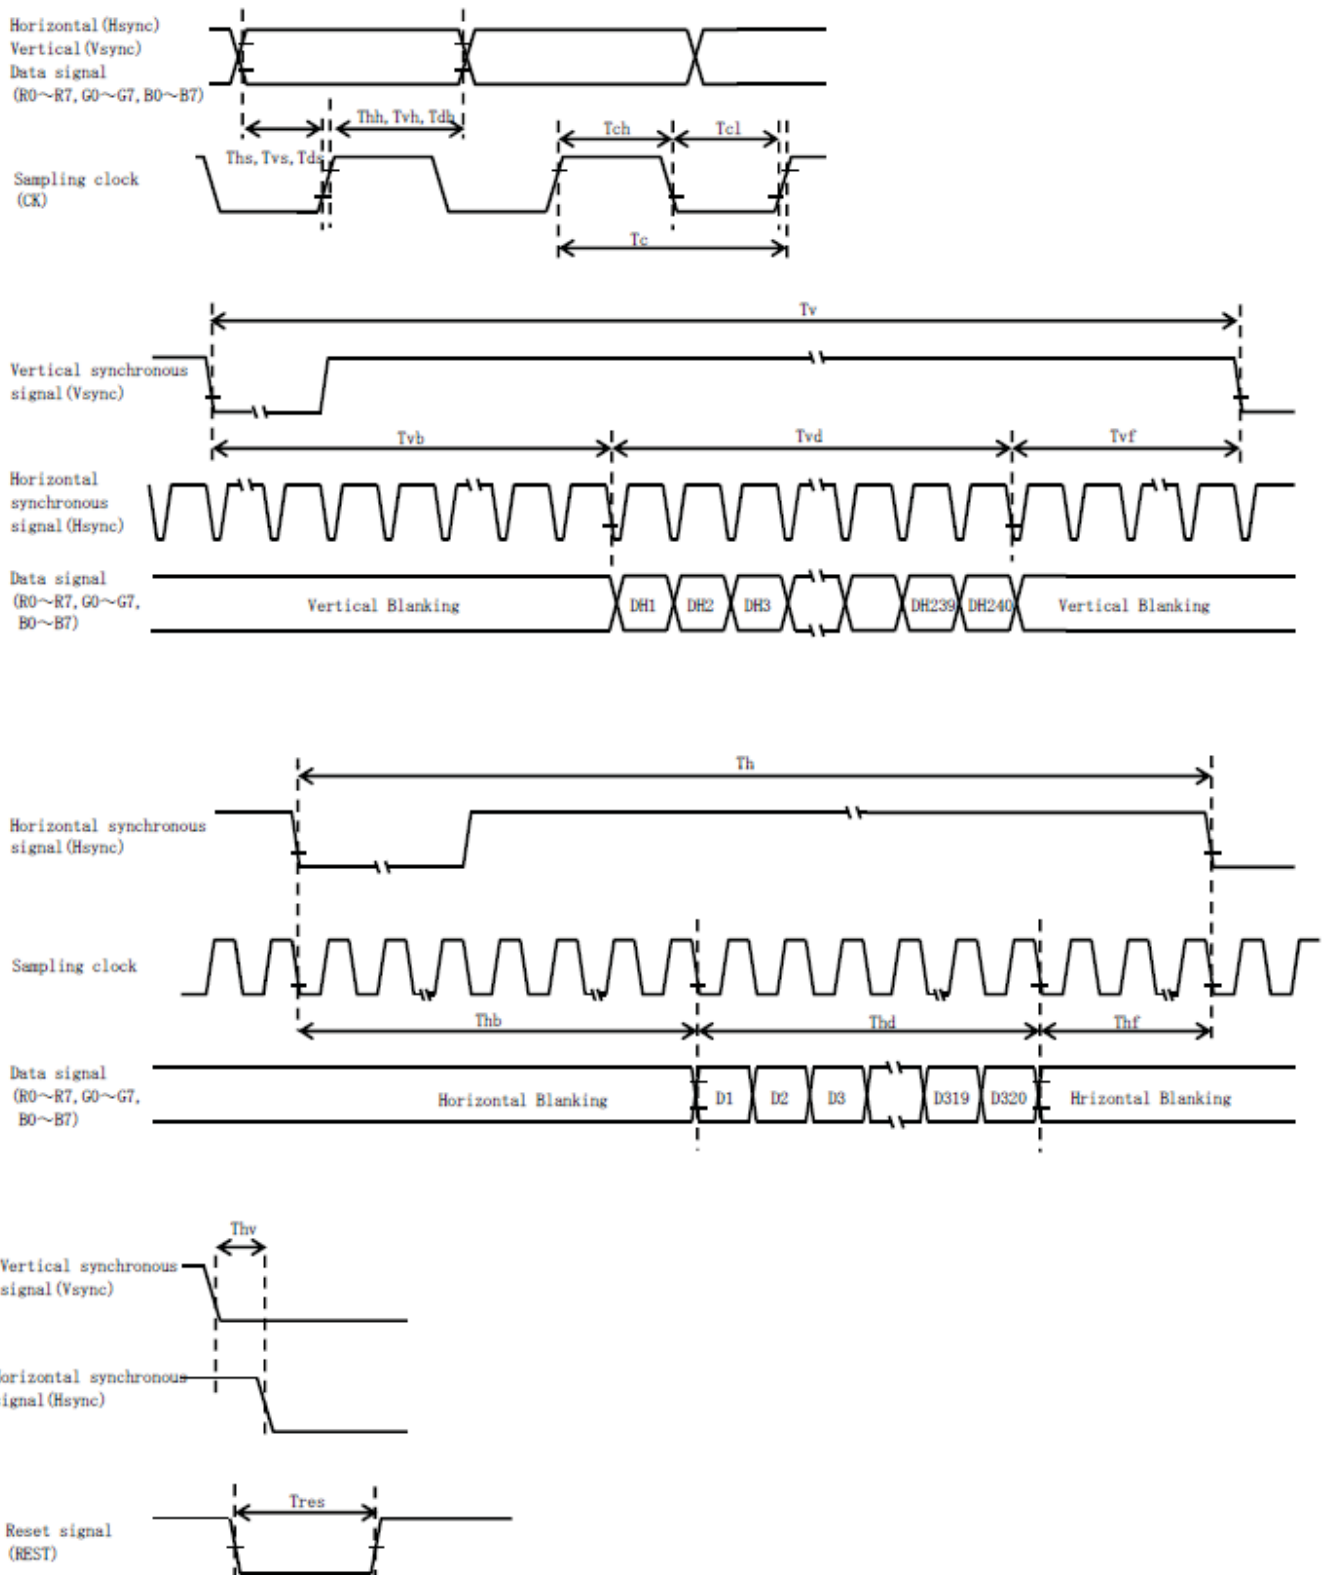 Horizontal(Hsync)
Vertical(Vsync)
Data signal
(R0～R7,G0～G7,B0～B7)
Thh,Tvh,Tdh
Tch
Tcl
Ths,Tvs,Tds
Sampling clock
(CK)
Tc
Tv
Vertical synchronous
signal(Vsync)
Tvb
Tvd
Tvf
Horizontal
synchronous
signal(Hsync)
Data signal
(R0～R7,G0～G7,
B0～B7)
Vertical Blanking
DH1
DH2
DH3
DH239
DH240
Vertical Blanking
Th
Horizontal synchronous
signal(Hsync)
Sampling clock
Thb
Thd
Thf
Data signal
(R0～R7,G0～G7,
B0～B7)
Horizontal Blanking
D1
D2
D3
D319
D320
Hrizontal Blanking
Thv
Vertical synchronous
signal(Vsync)
orizontal synchronous
signal(Hsync)
Tres
Reset signal
(REST)